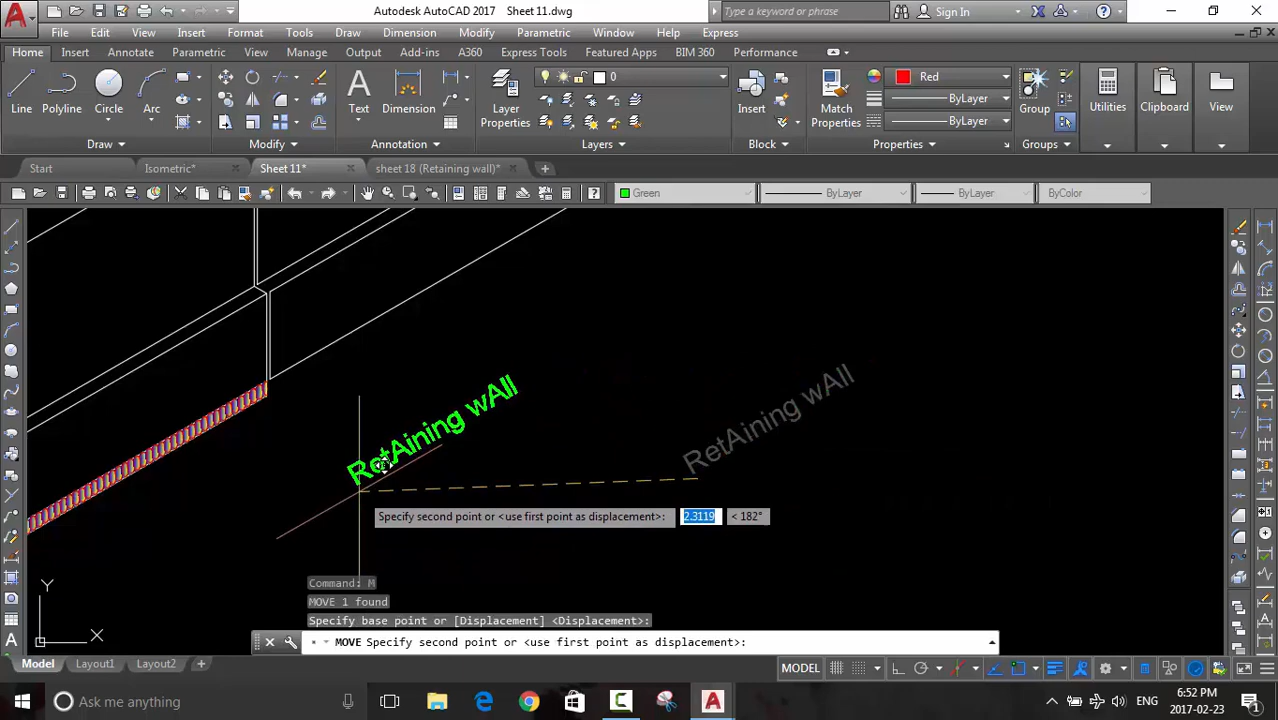 Autodesk AutoCAD 2017 Sheet 11.dwg
Type a keyword or phrase
Sign In
File Edit View Insert Format Tools Draw Dimension Modify Parametric Window Help Express
Home Insert Annotate Parametric View Manage Output Add-ins A360 Express Tools Featured Apps BIM 360 Performance
Line Polyline Circle Arc Text Dimension Layer Properties 0 Insert Match Properties Red ByLayer ByLayer Group Utilities Clipboard View
Draw Modify Annotation Layers Block Properties Groups
Start Isometric* Sheet 11* sheet 18 (Retaining wall)*
Green ByLayer ByLayer ByColor
RetAining wAll
RetAining wAll
Specify second point or <use first point as displacement>: 2.3119 < 182°
Y
X
Command: M
MOVE 1 found
Specify base point or [Displacement] <Displacement>:
MOVE Specify second point or <use first point as displacement>:
Model Layout1 Layout2 MODEL
Ask me anything
ENG
6:52 PM
2017-02-23